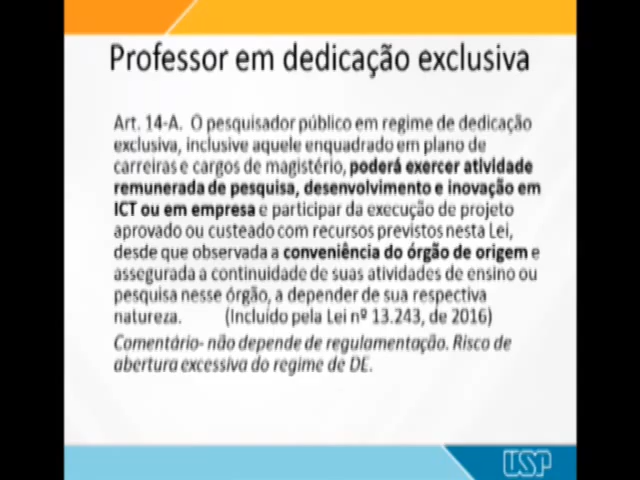 Professor em dedicação exclusiva
Art. 14-A. O pesquisador público em regime de dedicação
exclusiva, inclusive aquele enquadrado em plano de
carreiras e cargos de magistério, poderá exercer atividade
remunerada de pesquisa, desenvolvimento e inovação em
ICT ou em empresa e participar da execução de projeto
aprovado ou custeado com recursos previstos nesta Lei,
desde que observada a conveniência do órgão de origem e
assegurada a continuidade de suas atividades de ensino ou
pesquisa nesse órgão, a depender de sua respectiva
natureza. (Incluído pela Lei nº 13.243, de 2016)
Comentário- não depende de regulamentação. Risco de
abertura excessiva do regime de DE.
USP